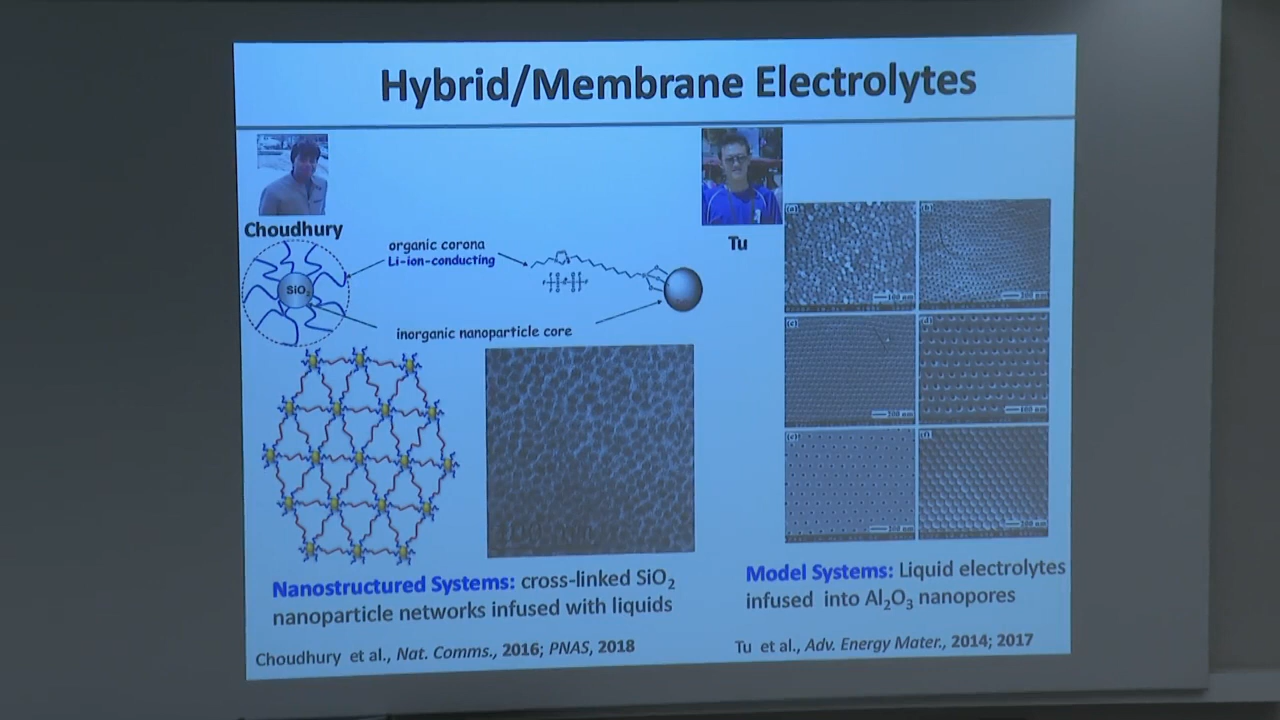 Hybrid/Membrane Electrolytes
Choudhury
Tu
organic corona
Li-ion-conducting
SiO2
inorganic nanoparticle core
(a)
(b)
(c)
(d)
(e)
(f)
Nanostructured Systems: cross-linked SiO2
nanoparticle networks infused with liquids
Model Systems: Liquid electrolytes
infused into Al2O3 nanopores
Choudhury et al., Nat. Comms., 2016; PNAS, 2018
Tu et al., Adv. Energy Mater., 2014; 2017